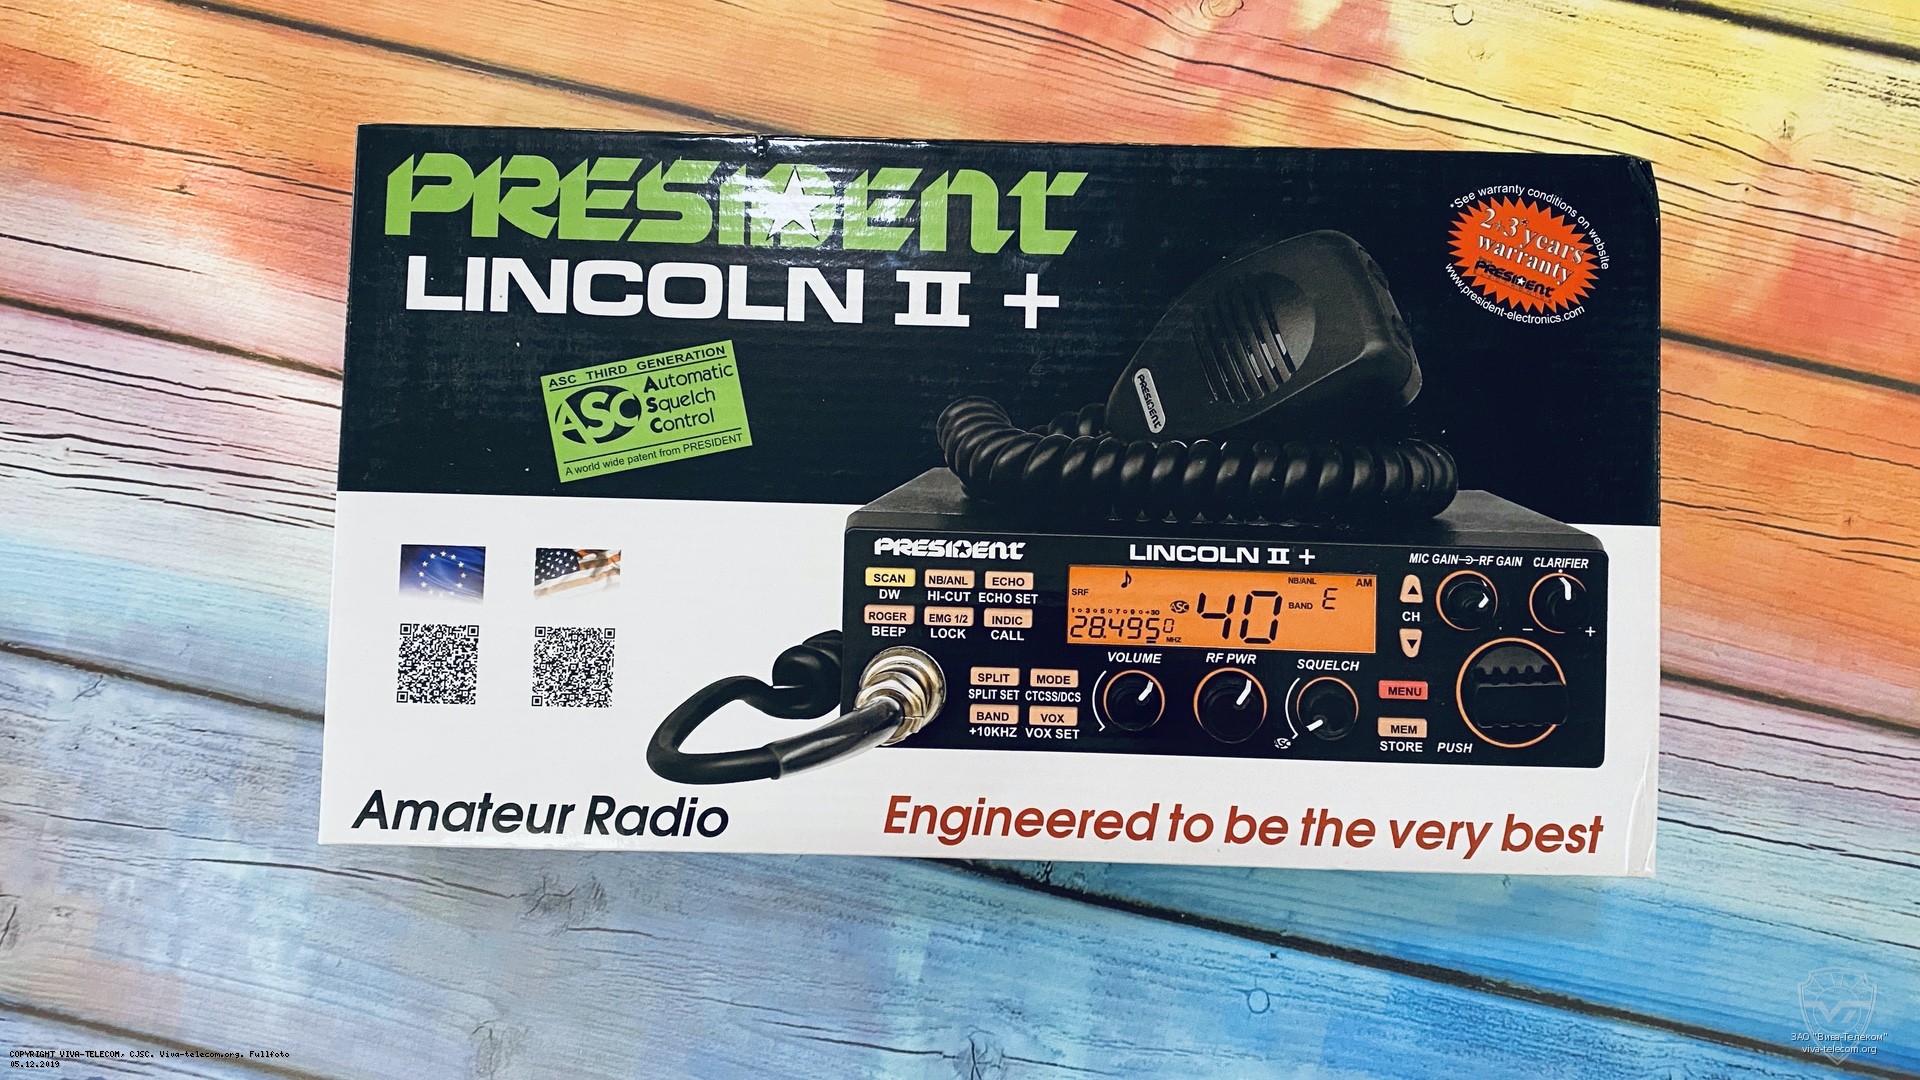 PRESIDENT
LINCOLN II +
*See warranty conditions on website
2+3* years
warranty
PRESIDENT
www.president-electronics.com
ASC THIRD GENERATION
ASC
Automatic
Squelch
Control
A world wide patent from PRESIDENT
PRESIDENT
PRESIDENT
LINCOLN II +
MIC GAIN RF GAIN CLARIFIER
SCAN NB/ANL ECHO
DW HI-CUT ECHO SET
ROGER EMG 1/2 INDIC
BEEP LOCK CALL
NB/ANL AM
SRF
ASC 40 BAND E
28.4950 MHZ
CH
- +
VOLUME RF PWR SQUELCH
SPLIT MODE
SPLIT SET CTCSS/DCS
BAND VOX
+10KHZ VOX SET
ASC
MENU
MEM
STORE PUSH
Amateur Radio
Engineered to be the very best
COPYRIGHT VIVA-TELECOM, CJSC. Viva-telecom.org. Fullfoto
05.12.2019
ЗАО "Вива-Телеком"
viva-telecom.org